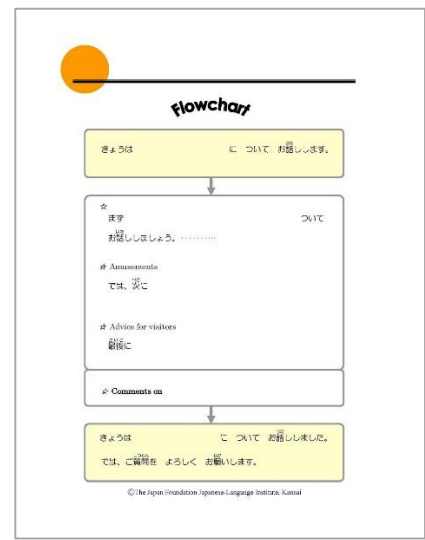 Flowchart
きょうは に ついて お話しします。
☆
まず ついて
お話ししましょう。………
☆ Amusements
では、次に
☆ Advice for visitors
最後に
☆ Comments on
きょうは に ついて お話ししました。
では、ご質問を よろしく お願いします。
©The Japan Foundation Japanese-Language Institute, Kansai